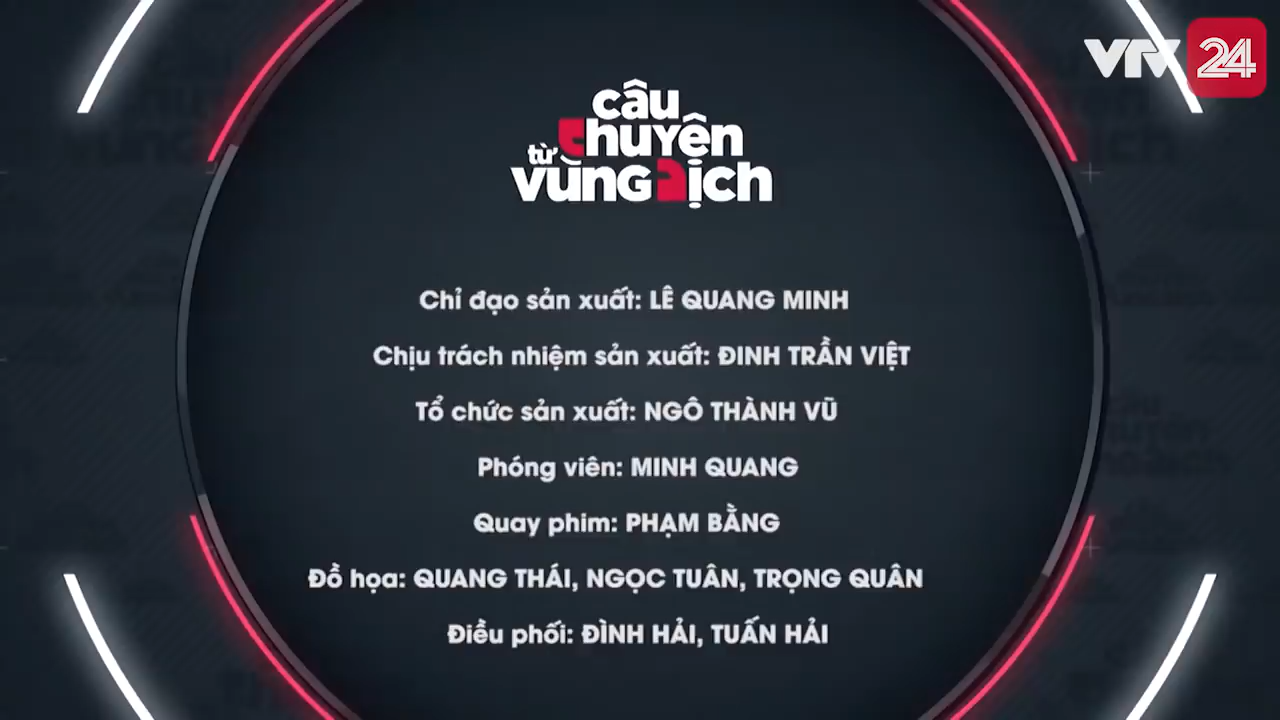 VTV 24
câu
chuyện
từ
vùng dịch
Chỉ đạo sản xuất: LÊ QUANG MINH
Chịu trách nhiệm sản xuất: ĐINH TRẦN VIỆT
Tổ chức sản xuất: NGÔ THÀNH VŨ
Phóng viên: MINH QUANG
Quay phim: PHẠM BẰNG
Đồ họa: QUANG THÁI, NGỌC TUÂN, TRỌNG QUÂN
Điều phối: ĐÌNH HẢI, TUẤN HẢI